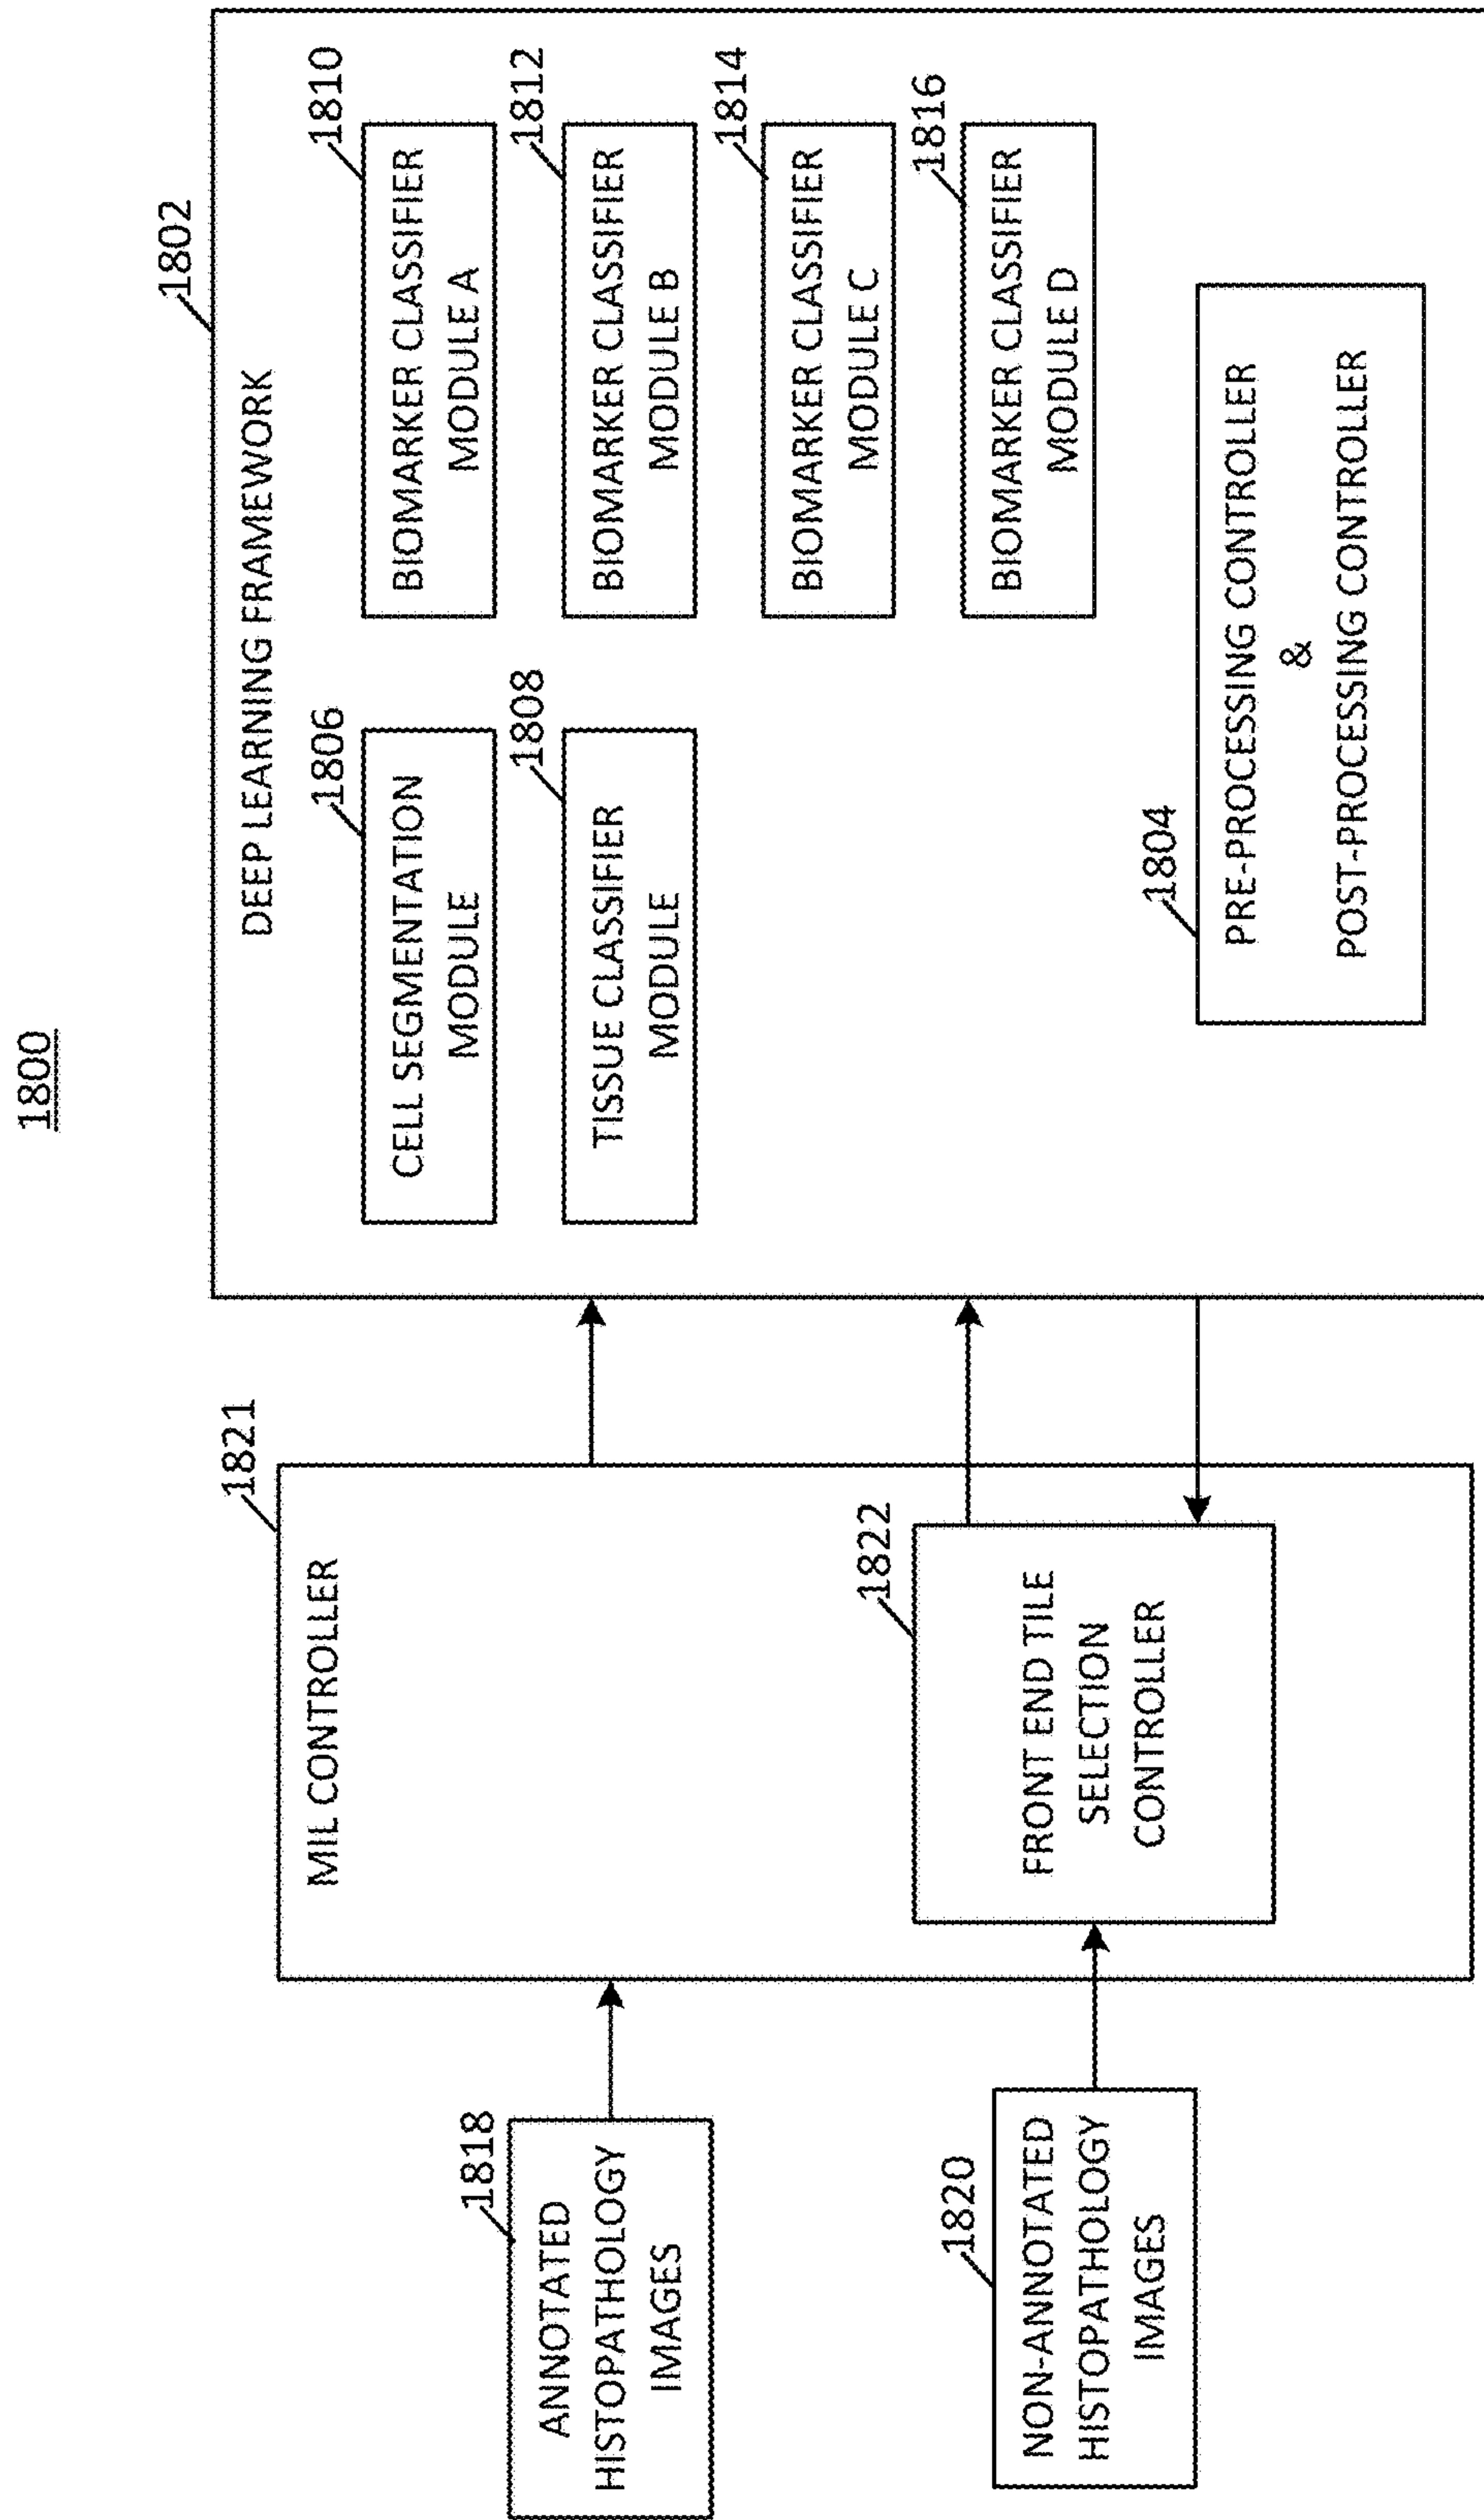 1800
1818
ANNOTATED
HISTOPATHOLOGY
IMAGES
1820
NON-ANNOTATED
HISTOPATHOLOGY
IMAGES
1821
MIL CONTROLLER
1822
FRONT END TILE
SELECTION
CONTROLLER
1802
DEEP LEARNING FRAMEWORK
1806
CELL SEGMENTATION
MODULE
1808
TISSUE CLASSIFIER
MODULE
1810
BIOMARKER CLASSIFIER
MODULE A
1812
BIOMARKER CLASSIFIER
MODULE B
1814
BIOMARKER CLASSIFIER
MODULE C
1816
BIOMARKER CLASSIFIER
MODULE D
1804
PRE-PROCESSING CONTROLLER
&
POST-PROCESSING CONTROLLER